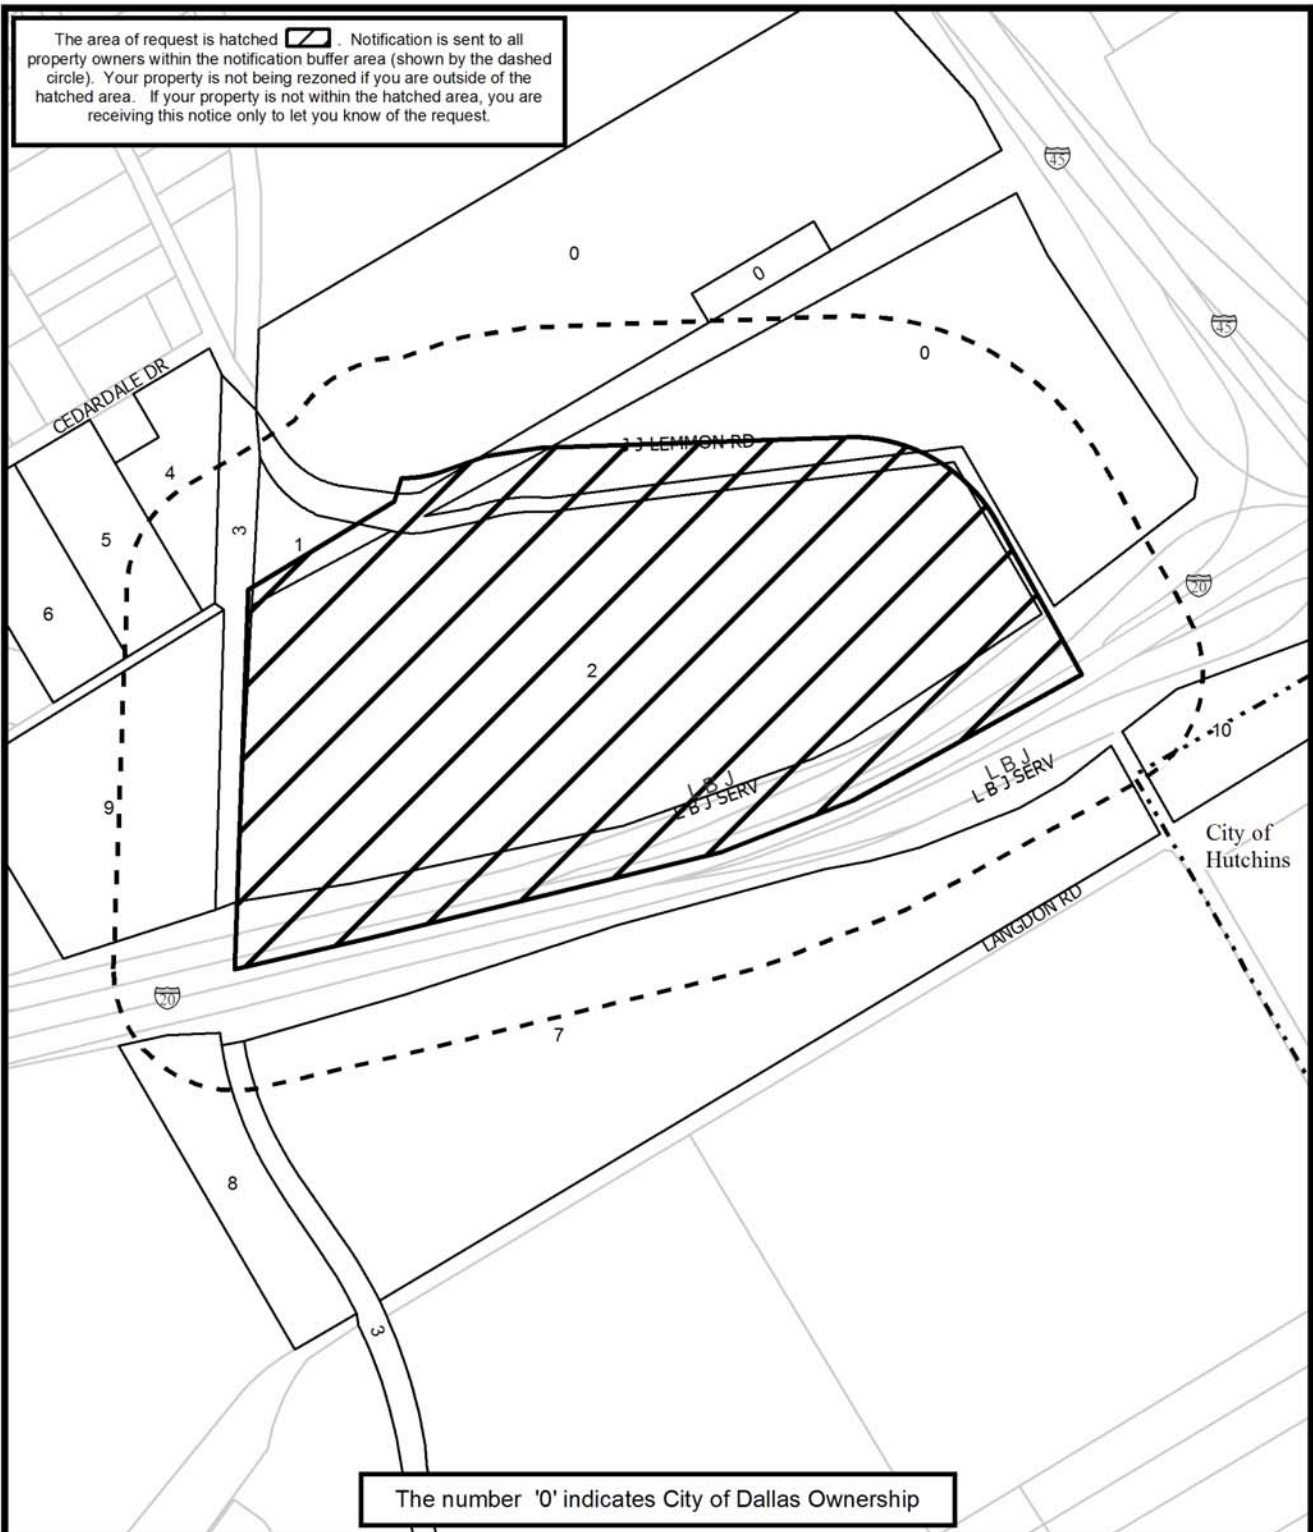 The area of request is hatched . Notification is sent to all
property owners within the notification buffer area (shown by the dashed
circle). Your property is not being rezoned if you are outside of the
hatched area. If your property is not within the hatched area, you are
receiving this notice only to let you know of the request.
45
0
0
45
0
CEDARDALE DR
J J LEMMON RD
4
3
5
1
20
6
2
10
L B J
L B J SERV
L B J
L B J SERV
9
City of
Hutchins
LANGDON RD
20
7
8
3
The number '0' indicates City of Dallas Ownership